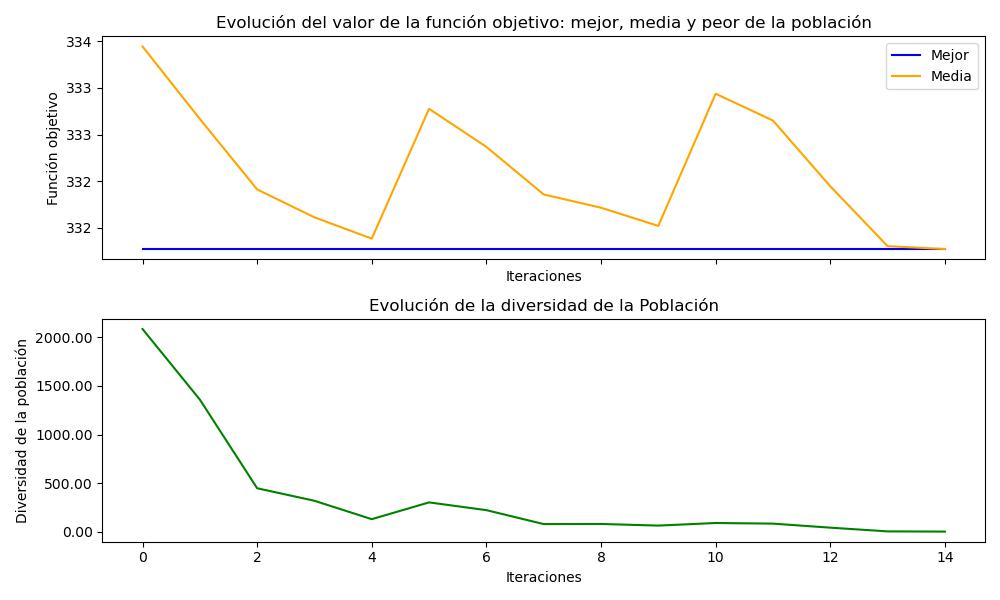 Evolución del valor de la función objetivo: mejor, media y peor de la población
334
333
333
332
332
Función objetivo
Mejor
Media
Iteraciones
Evolución de la diversidad de la Población
2000.00
1500.00
1000.00
500.00
0.00
Diversidad de la población
0 2 4 6 8 10 12 14
Iteraciones